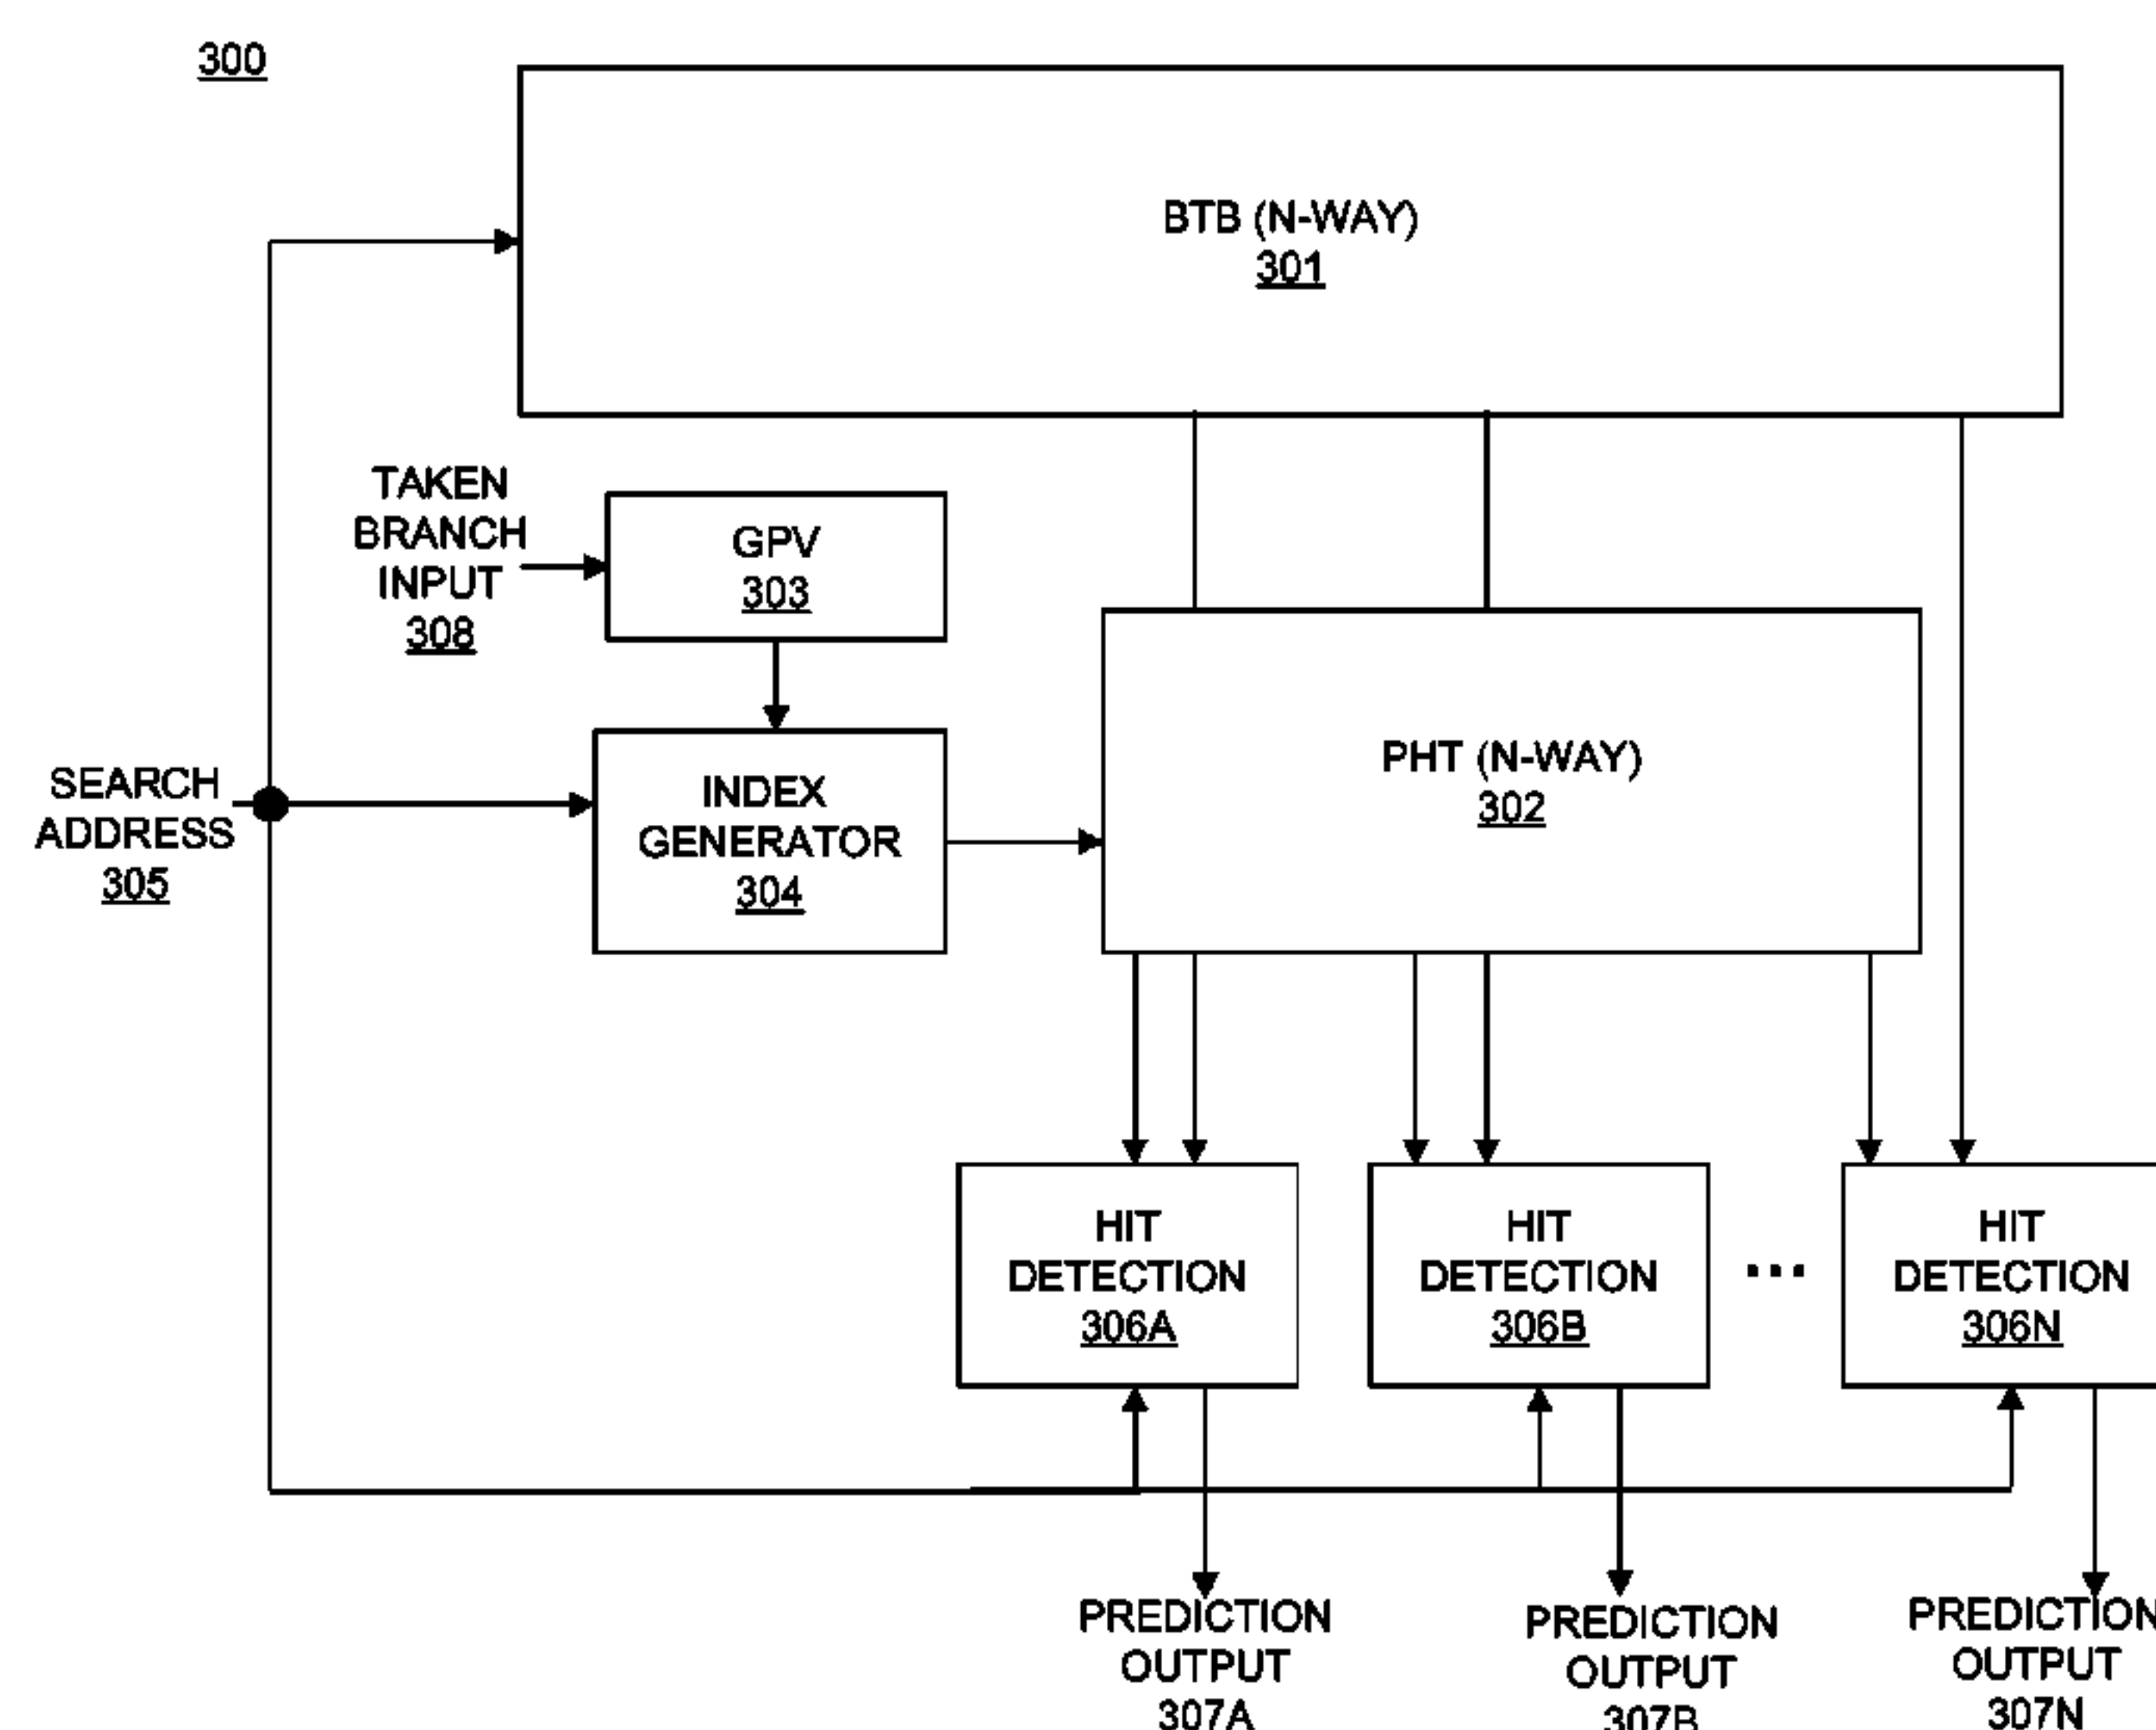 300
BTB (N-WAY)
301
TAKEN
BRANCH
INPUT
308
GPV
303
SEARCH
ADDRESS
305
INDEX
GENERATOR
304
PHT (N-WAY)
302
HIT
DETECTION
306A
HIT
DETECTION
306B
...
HIT
DETECTION
306N
PREDICTION
OUTPUT
307A
PREDICTION
OUTPUT
307B
PREDICTION
OUTPUT
307N